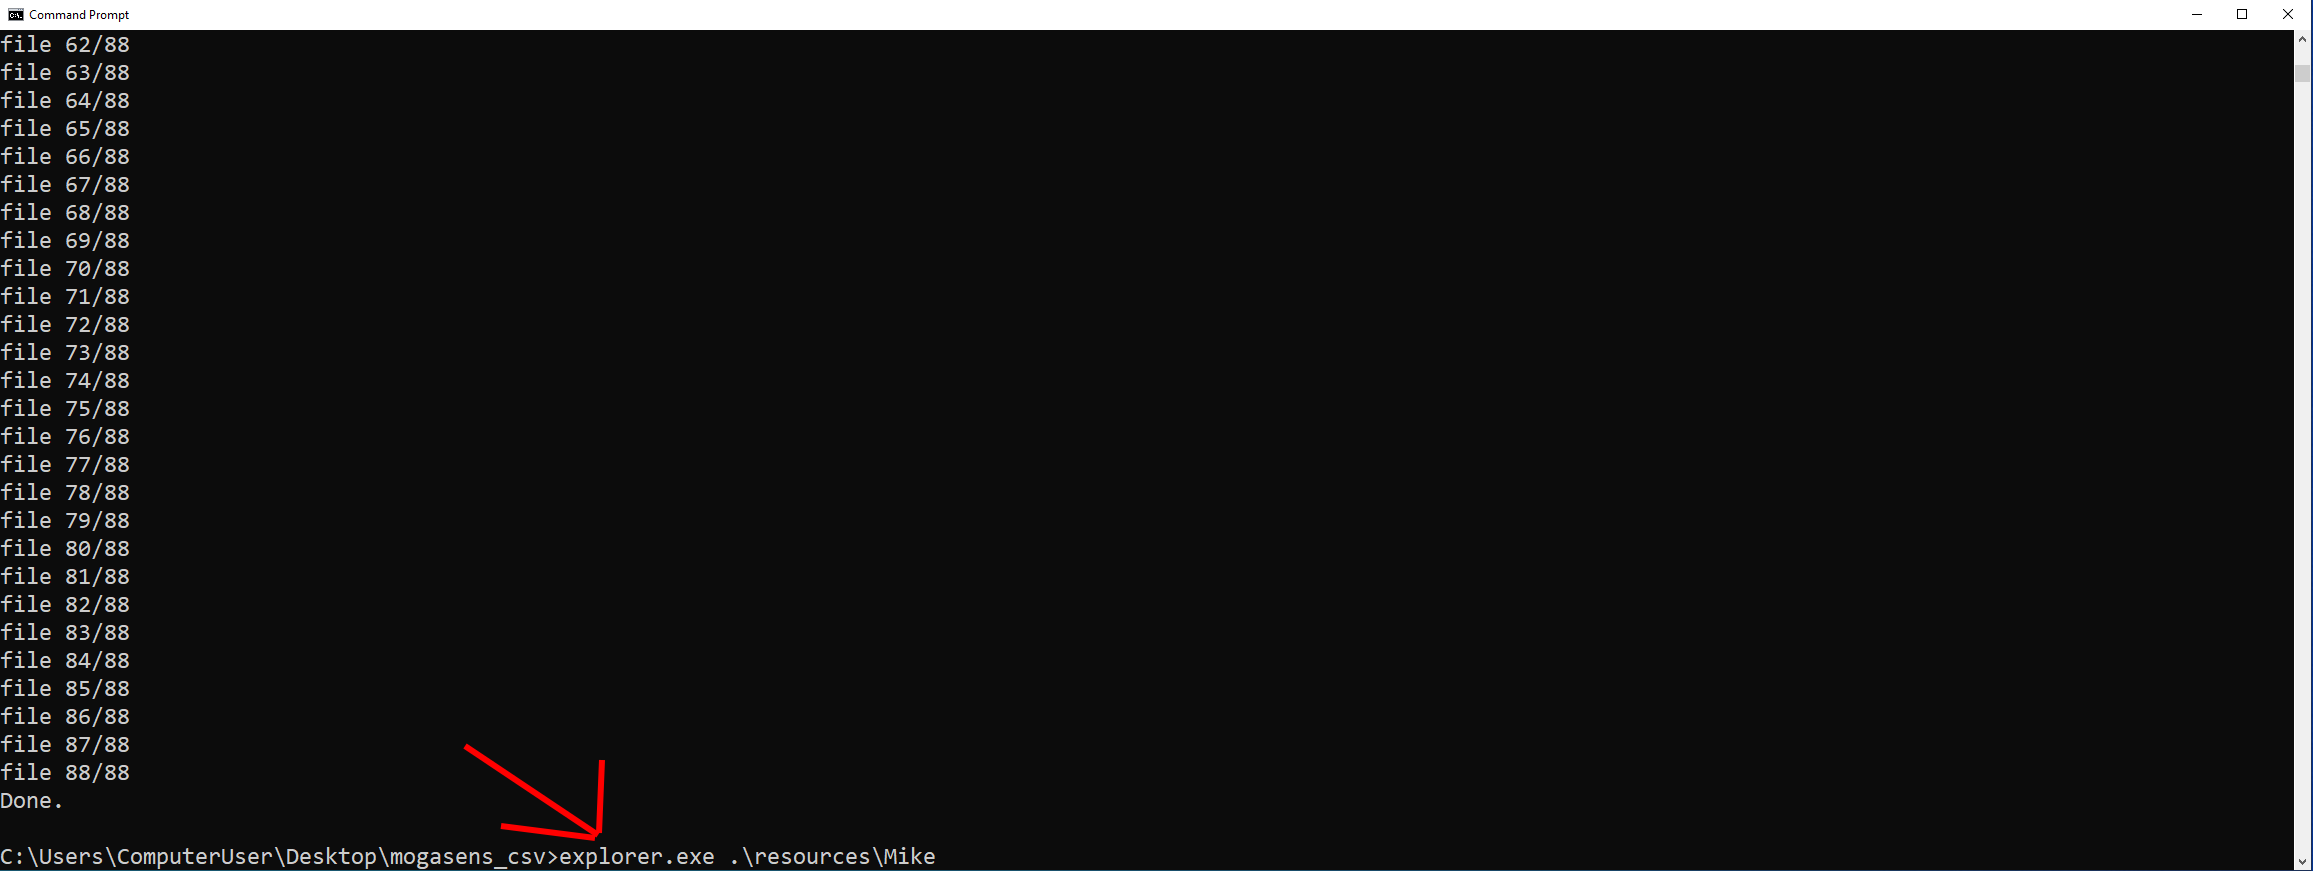 Command Prompt
file 62/88
file 63/88
file 64/88
file 65/88
file 66/88
file 67/88
file 68/88
file 69/88
file 70/88
file 71/88
file 72/88
file 73/88
file 74/88
file 75/88
file 76/88
file 77/88
file 78/88
file 79/88
file 80/88
file 81/88
file 82/88
file 83/88
file 84/88
file 85/88
file 86/88
file 87/88
file 88/88
Done.
C:\Users\ComputerUser\Desktop\mogasens_csv>explorer.exe .\resources\Mike